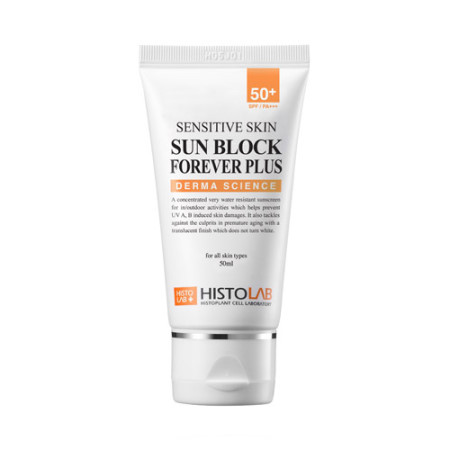 50+
SPF / PA+++
SENSITIVE SKIN
SUN BLOCK
FOREVER PLUS
DERMA SCIENCE
A concentrated very water resistant sunscreen
for in/outdoor activities which helps prevent
UV A, B induced skin damages. It also tackles
against the culprits in premature aging with a
translucent finish which does not turn white.
for all skin types
50ml
HISTO
LAB +
HISTOLAB
HISTOPLANT CELL LABORATORY